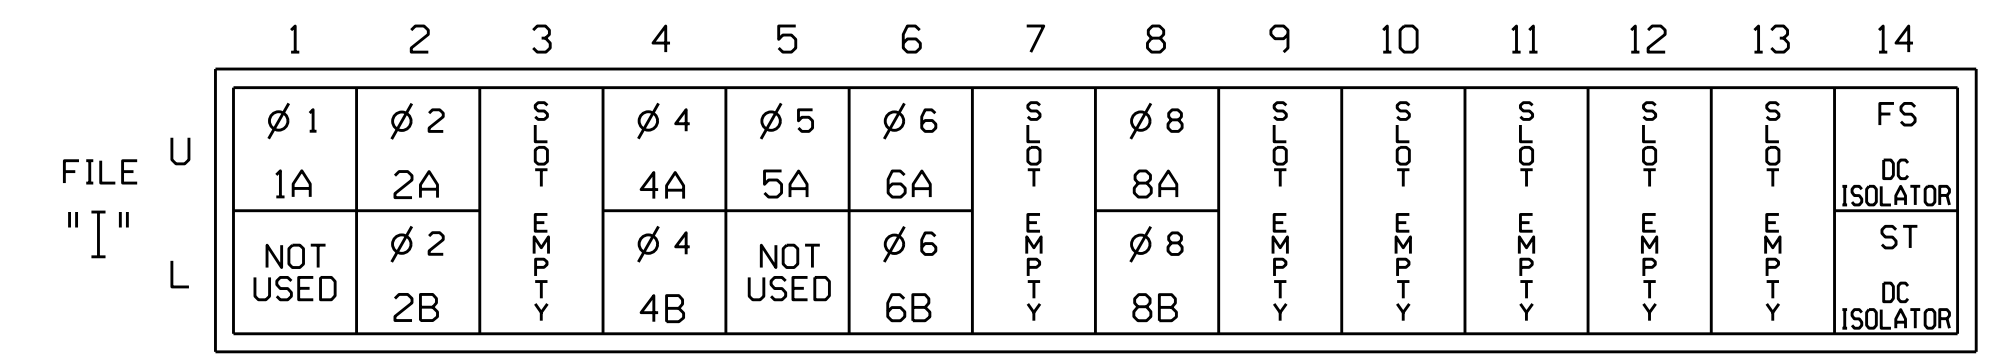 1 2 3 4 5 6 7 8 9 10 11 12 13 14
FILE "I"
U
L
Ø 1
1A
NOT
USED
Ø 2
2A
Ø 2
2B
SLOT EMPTY
Ø 4
4A
Ø 4
4B
Ø 5
5A
NOT
USED
Ø 6
6A
Ø 6
6B
SLOT EMPTY
Ø 8
8A
Ø 8
8B
SLOT EMPTY
SLOT EMPTY
SLOT EMPTY
SLOT EMPTY
SLOT EMPTY
FS
DC
ISOLATOR
ST
DC
ISOLATOR